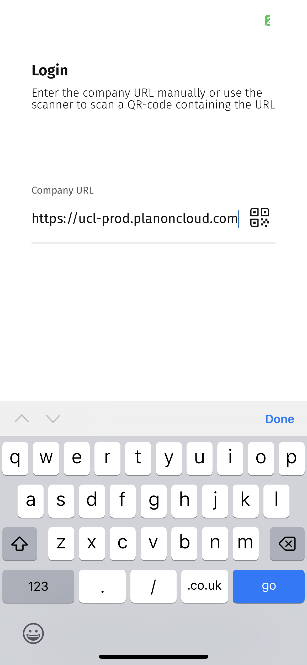 Login
Enter the company URL manually or use the
scanner to scan a QR-code containing the URL
Company URL
https://ucl-prod.planoncloud.com
Done
q w e r t y u i o p
a s d f g h j k l
z x c v b n m
123 . / .co.uk go